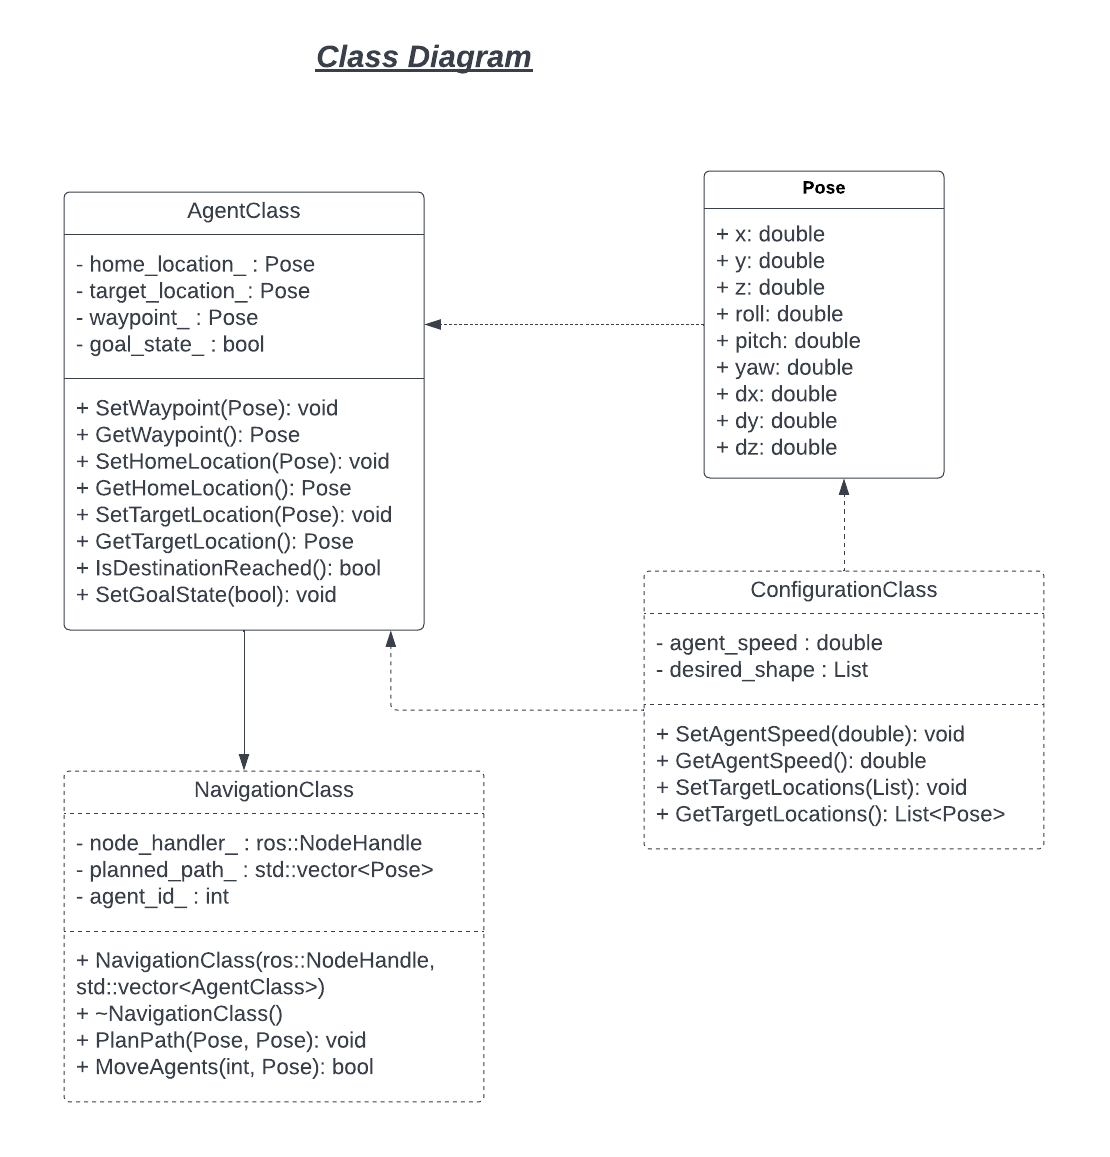 Class Diagram
AgentClass
- home_location_ : Pose
- target_location_: Pose
- waypoint_ : Pose
- goal_state_ : bool
+ SetWaypoint(Pose): void
+ GetWaypoint(): Pose
+ SetHomeLocation(Pose): void
+ GetHomeLocation(): Pose
+ SetTargetLocation(Pose): void
+ GetTargetLocation(): Pose
+ IsDestinationReached(): bool
+ SetGoalState(bool): void
Pose
+ x: double
+ y: double
+ z: double
+ roll: double
+ pitch: double
+ yaw: double
+ dx: double
+ dy: double
+ dz: double
ConfigurationClass
- agent_speed : double
- desired_shape : List
+ SetAgentSpeed(double): void
+ GetAgentSpeed(): double
+ SetTargetLocations(List): void
+ GetTargetLocations(): List<Pose>
NavigationClass
- node_handler_ : ros::NodeHandle
- planned_path_ : std::vector<Pose>
- agent_id_ : int
+ NavigationClass(ros::NodeHandle,
std::vector<AgentClass>)
+ ~NavigationClass()
+ PlanPath(Pose, Pose): void
+ MoveAgents(int, Pose): bool